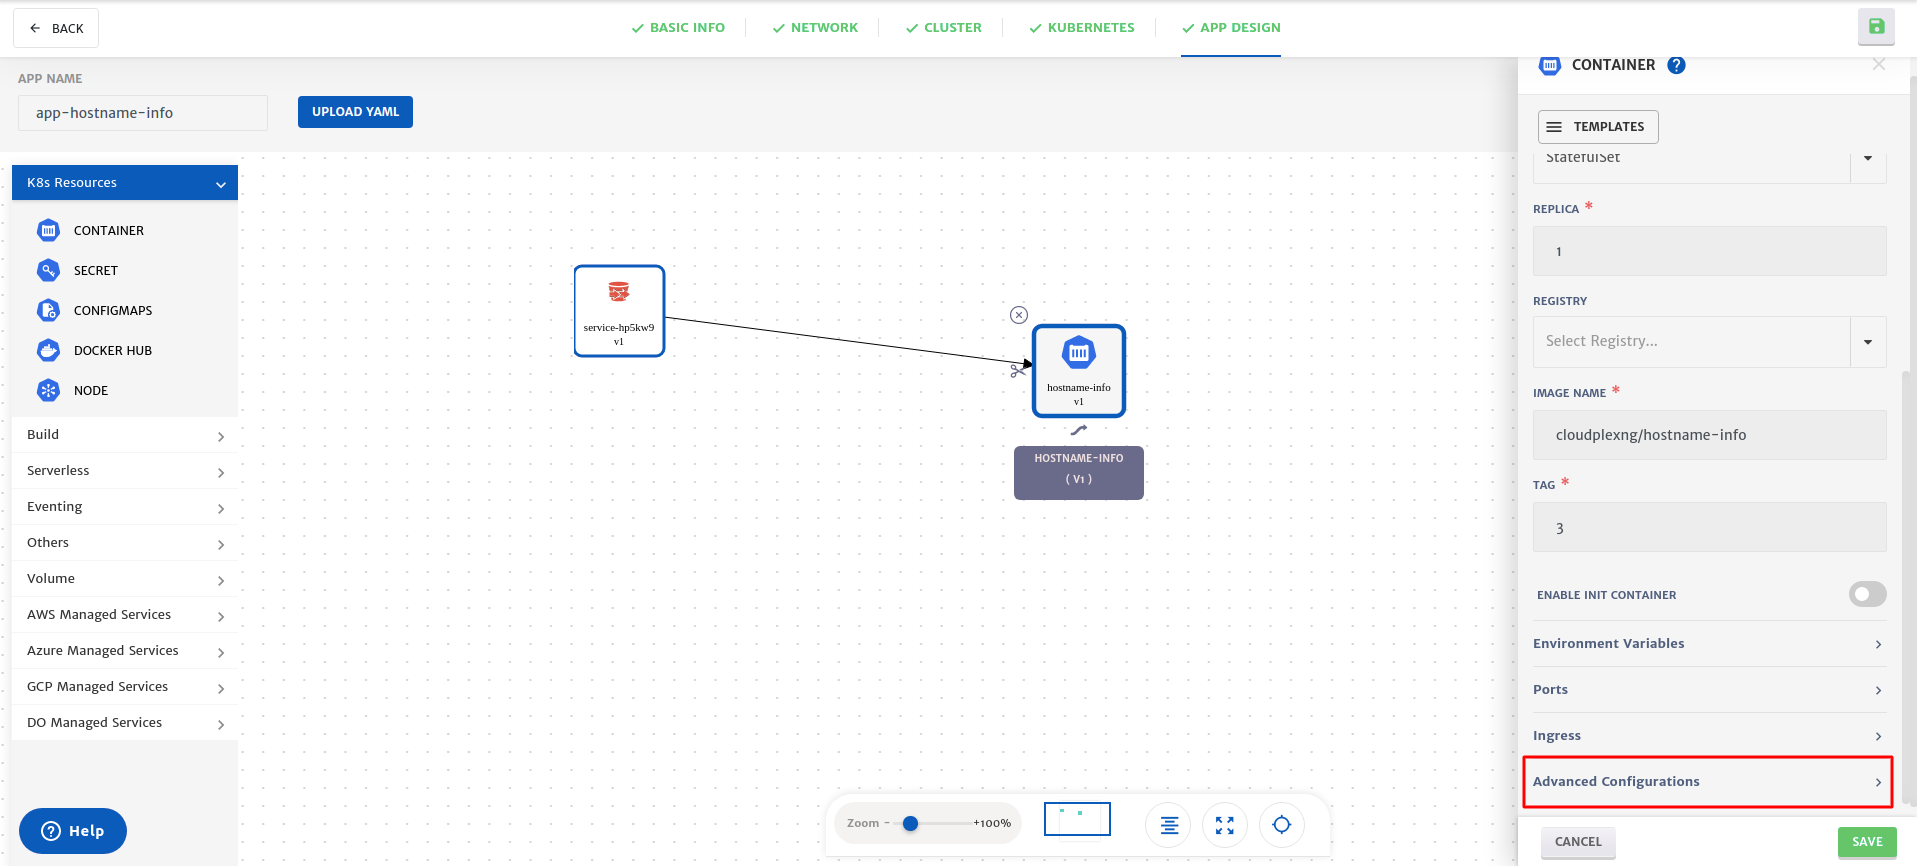 BACK
BASIC INFO
NETWORK
CLUSTER
KUBERNETES
APP DESIGN
APP NAME
app-hostname-info
UPLOAD YAML
K8s Resources
CONTAINER
SECRET
CONFIGMAPS
DOCKER HUB
NODE
Build
Serverless
Eventing
Others
Volume
AWS Managed Services
Azure Managed Services
GCP Managed Services
DO Managed Services
? Help
service-hp5kw9
v1
hostname-info
v1
HOSTNAME-INFO
( V1 )
Zoom - +100%
CONTAINER ?
TEMPLATES
StatefulSet
REPLICA *
1
REGISTRY
Select Registry...
IMAGE NAME *
cloudplexng/hostname-info
TAG *
3
ENABLE INIT CONTAINER
Environment Variables
Ports
Ingress
Advanced Configurations
CANCEL
SAVE